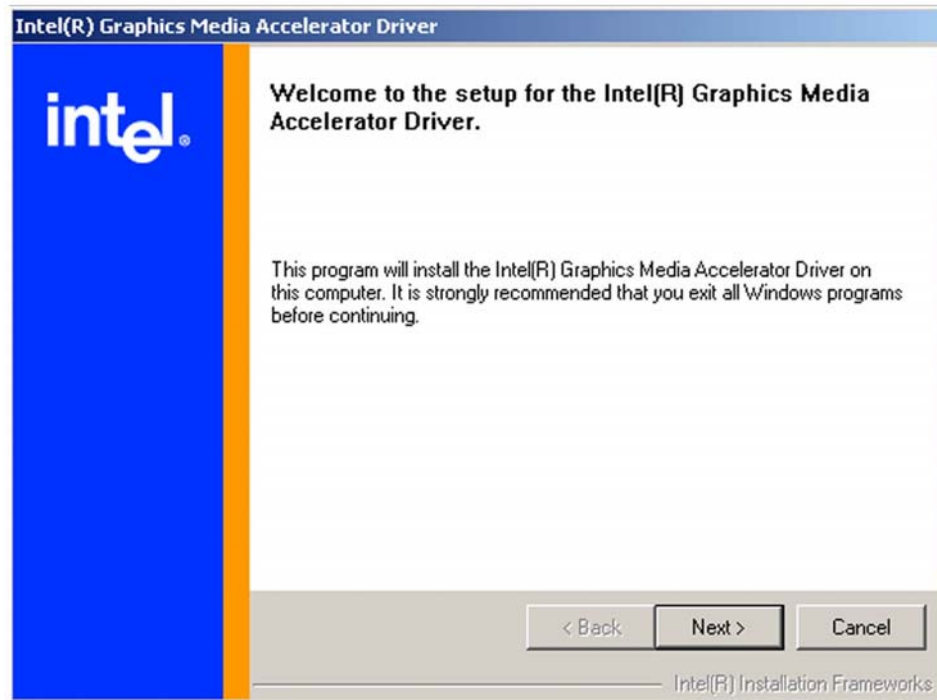 Intel(R) Graphics Media Accelerator Driver
intel®
Welcome to the setup for the Intel(R) Graphics Media
Accelerator Driver.
This program will install the Intel(R) Graphics Media Accelerator Driver on
this computer. It is strongly recommended that you exit all Windows programs
before continuing.
< Back
Next >
Cancel
Intel(R) Installation Frameworks